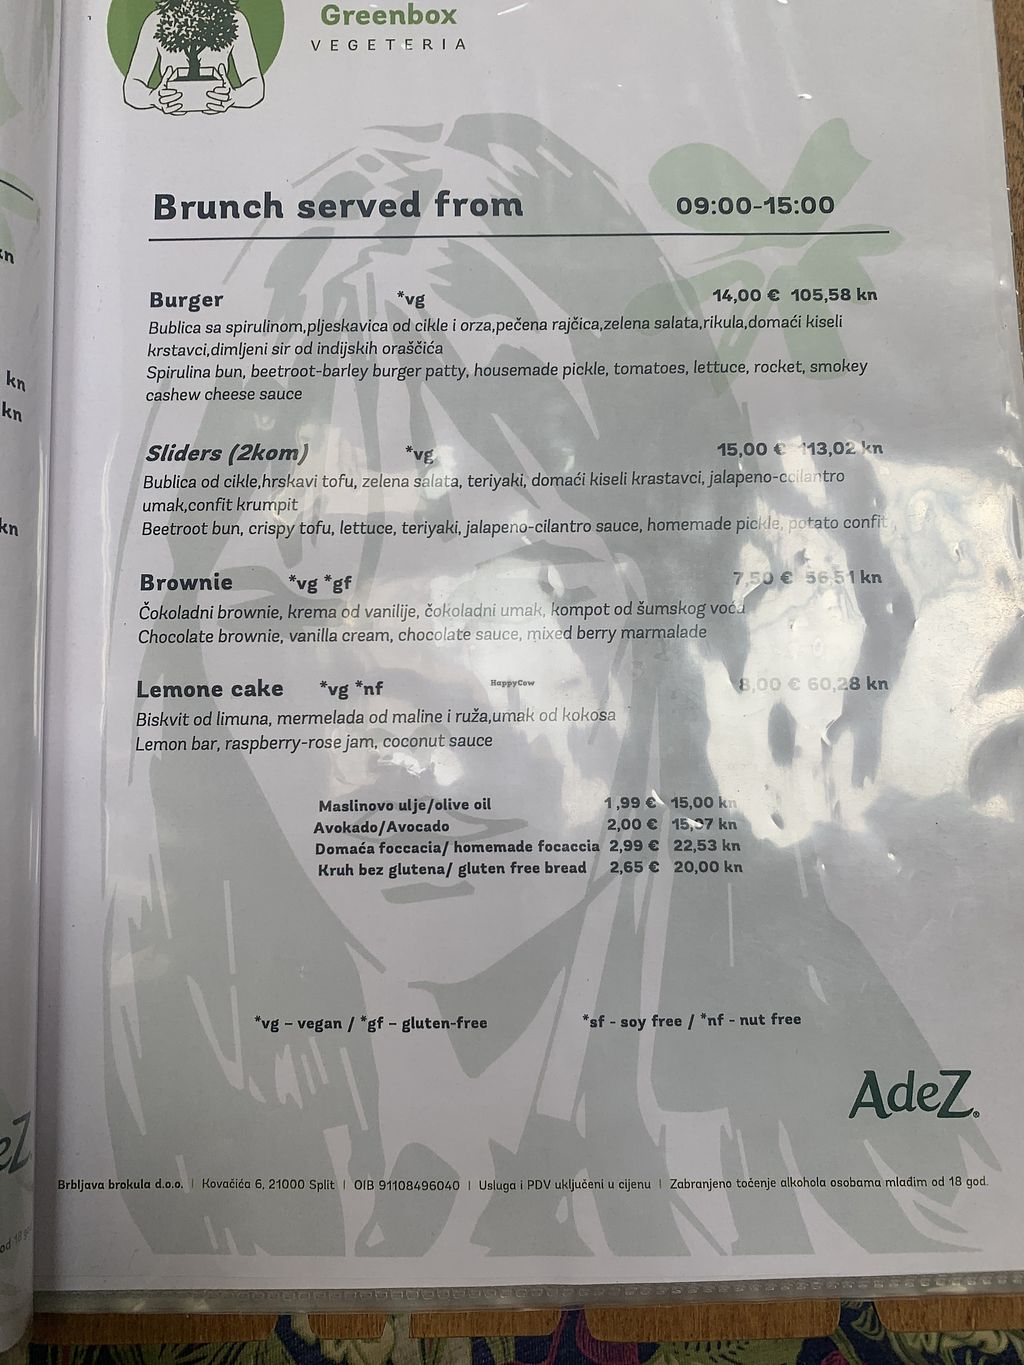 Greenbox
VEGETERIA
Brunch served from 09:00-15:00
Burger *vg 14,00 € 105,58 kn
Bublica sa spirulinom,pljeskavica od cikle i orza,pečena rajčica,zelena salata,rikula,domaći kiseli
krstavci,dimljeni sir od indijskih oraščića
Spirulina bun, beetroot-barley burger patty, housemade pickle, tomatoes, lettuce, rocket, smokey
cashew cheese sauce
Sliders (2kom) *vg 15,00 € 113,02 kn
Bublica od cikle,hrskavi tofu, zelena salata, teriyaki, domaći kiseli krastavci, jalapeno-ccilantro
umak,confit krumpit
Beetroot bun, crispy tofu, lettuce, teriyaki, jalapeno-cilantro sauce, homemade pickle, potato confit
Brownie *vg *gf 7,50 € 56,51 kn
Čokoladni brownie, krema od vanilije, čokoladni umak, kompot od šumskog voća
Chocolate brownie, vanilla cream, chocolate sauce, mixed berry marmalade
Lemone cake *vg *nf 8,00 € 60,28 kn
HappyCow
Biskvit od limuna, mermelada od maline i ruža,umak od kokosa
Lemon bar, raspberry-rose jam, coconut sauce
Maslinovo ulje/olive oil 1,99 € 15,00 kn
Avokado/Avocado 2,00 € 15,07 kn
Domaća foccacia/ homemade focaccia 2,99 € 22,53 kn
Kruh bez glutena/ gluten free bread 2,65 € 20,00 kn
*vg – vegan / *gf – gluten-free *sf - soy free / *nf - nut free
AdeZ®
Brbljava brokula d.o.o. | Kovačića 6, 21000 Split | OIB 91108496040 | Usluga i PDV uključeni u cijenu | Zabranjeno točenje alkohola osobama mlađim od 18 god.
kn
kn
kn
kn
eZ
od 18 g